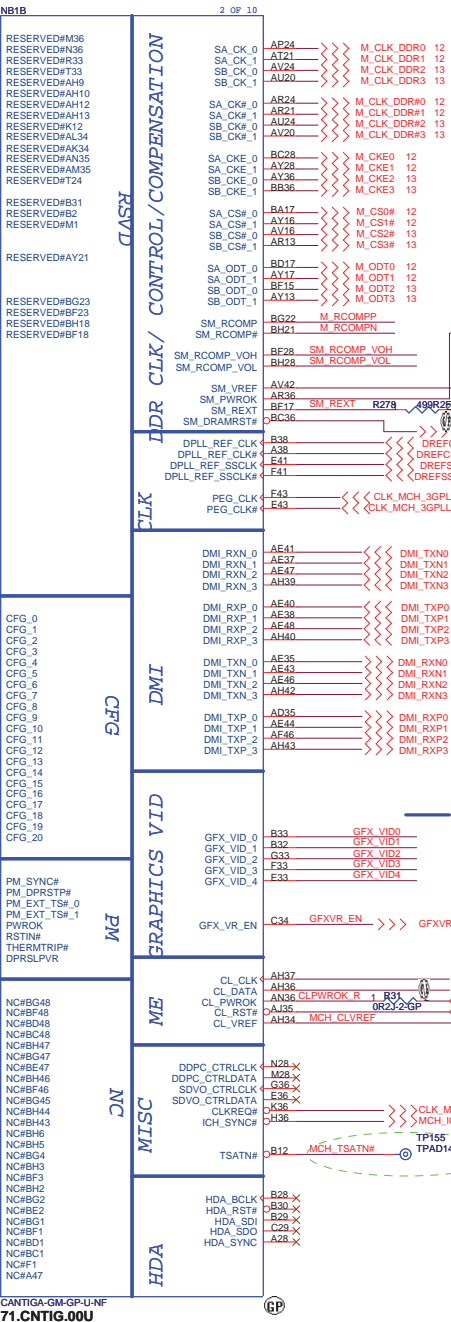 NB1B 2 OF 10
RESERVED#M36
RESERVED#N36
RESERVED#R33
RESERVED#T33
RESERVED#AH9
RESERVED#AH10
RESERVED#AH12
RESERVED#AH13
RESERVED#K12
RESERVED#AL34
RESERVED#AK34
RESERVED#AN35
RESERVED#AM35
RESERVED#T24
RESERVED#B31
RESERVED#B2
RESERVED#M1
RESERVED#AY21
RESERVED#BG23
RESERVED#BF23
RESERVED#BH18
RESERVED#BF18
RSVD
CFG_0
CFG_1
CFG_2
CFG_3
CFG_4
CFG_5
CFG_6
CFG_7
CFG_8
CFG_9
CFG_10
CFG_11
CFG_12
CFG_13
CFG_14
CFG_15
CFG_16
CFG_17
CFG_18
CFG_19
CFG_20
CFG
PM_SYNC#
PM_DPRSTP#
PM_EXT_TS#_0
PM_EXT_TS#_1
PWROK
RSTIN#
THERMTRIP#
DPRSLPVR
PM
NC#BG48
NC#BF48
NC#BD48
NC#BC48
NC#BH47
NC#BG47
NC#BE47
NC#BH46
NC#BF46
NC#BG45
NC#BH44
NC#BH43
NC#BH6
NC#BH5
NC#BG4
NC#BH3
NC#BF3
NC#BH2
NC#BG2
NC#BE2
NC#BG1
NC#BF1
NC#BD1
NC#BC1
NC#F1
NC#A47
NC
DDR CLK/ CONTROL/COMPENSATION
SA_CK_0 AP24 M_CLK_DDR0 12
SA_CK_1 AT21 M_CLK_DDR1 12
SB_CK_0 AV24 M_CLK_DDR2 13
SB_CK_1 AU20 M_CLK_DDR3 13
SA_CK#_0 AR24 M_CLK_DDR#0 12
SA_CK#_1 AR21 M_CLK_DDR#1 12
SB_CK#_0 AU24 M_CLK_DDR#2 13
SB_CK#_1 AV20 M_CLK_DDR#3 13
SA_CKE_0 BC28 M_CKE0 12
SA_CKE_1 AY28 M_CKE1 12
SB_CKE_0 AY36 M_CKE2 13
SB_CKE_1 BB36 M_CKE3 13
SA_CS#_0 BA17 M_CS0# 12
SA_CS#_1 AY16 M_CS1# 12
SB_CS#_0 AV16 M_CS2# 13
SB_CS#_1 AR13 M_CS3# 13
SA_ODT_0 BD17 M_ODT0 12
SA_ODT_1 AY17 M_ODT1 12
SB_ODT_0 BF15 M_ODT2 13
SB_ODT_1 AY13 M_ODT3 13
SM_RCOMP BG22 M_RCOMPP
SM_RCOMP# BH21 M_RCOMPN
SM_RCOMP_VOH BF28 SM_RCOMP_VOH
SM_RCOMP_VOL BH28 SM_RCOMP_VOL
SM_VREF AV42
SM_PWROK AR36
SM_REXT BF17 SM_REXT R278 499R2F
SM_DRAMRST# BC36
CLK
DPLL_REF_CLK B38 DREFC
DPLL_REF_CLK# A38 DREFC
DPLL_REF_SSCLK E41 DREFS
DPLL_REF_SSCLK# F41 DREFSS
PEG_CLK F43 CLK_MCH_3GPL
PEG_CLK# E43 CLK_MCH_3GPLL
DMI
DMI_RXN_0 AE41 DMI_TXN0
DMI_RXN_1 AE37 DMI_TXN1
DMI_RXN_2 AE47 DMI_TXN2
DMI_RXN_3 AH39 DMI_TXN3
DMI_RXP_0 AE40 DMI_TXP0
DMI_RXP_1 AE38 DMI_TXP1
DMI_RXP_2 AE48 DMI_TXP2
DMI_RXP_3 AH40 DMI_TXP3
DMI_TXN_0 AE35 DMI_RXN0
DMI_TXN_1 AE43 DMI_RXN1
DMI_TXN_2 AE46 DMI_RXN2
DMI_TXN_3 AH42 DMI_RXN3
DMI_TXP_0 AD35 DMI_RXP0
DMI_TXP_1 AE44 DMI_RXP1
DMI_TXP_2 AF46 DMI_RXP2
DMI_TXP_3 AH43 DMI_RXP3
GRAPHICS VID
GFX_VID_0 B33 GFX_VID0
GFX_VID_1 B32 GFX_VID1
GFX_VID_2 G33 GFX_VID2
GFX_VID_3 F33 GFX_VID3
GFX_VID_4 E33 GFX_VID4
GFX_VR_EN C34 GFXVR_EN GFXVR
ME
CL_CLK AH37
CL_DATA AH36
CL_PWROK AN36 CLPWROK_R 1 R31
CL_RST# AJ35 0R2J-2-GP
CL_VREF AH34 MCH_CLVREF
MISC
DDPC_CTRLCLK N28
DDPC_CTRLDATA M28
SDVO_CTRLCLK G36
SDVO_CTRLDATA E36
CLKREQ# K36 CLK_M
ICH_SYNC# H36 MCH_I
TSATN# B12 MCH_TSATN# TP155
TPAD14
HDA
HDA_BCLK B28
HDA_RST# B30
HDA_SDI B29
HDA_SDO C29
HDA_SYNC A28
CANTIGA-GM-GP-U-NF
71.CNTIG.00U
GP